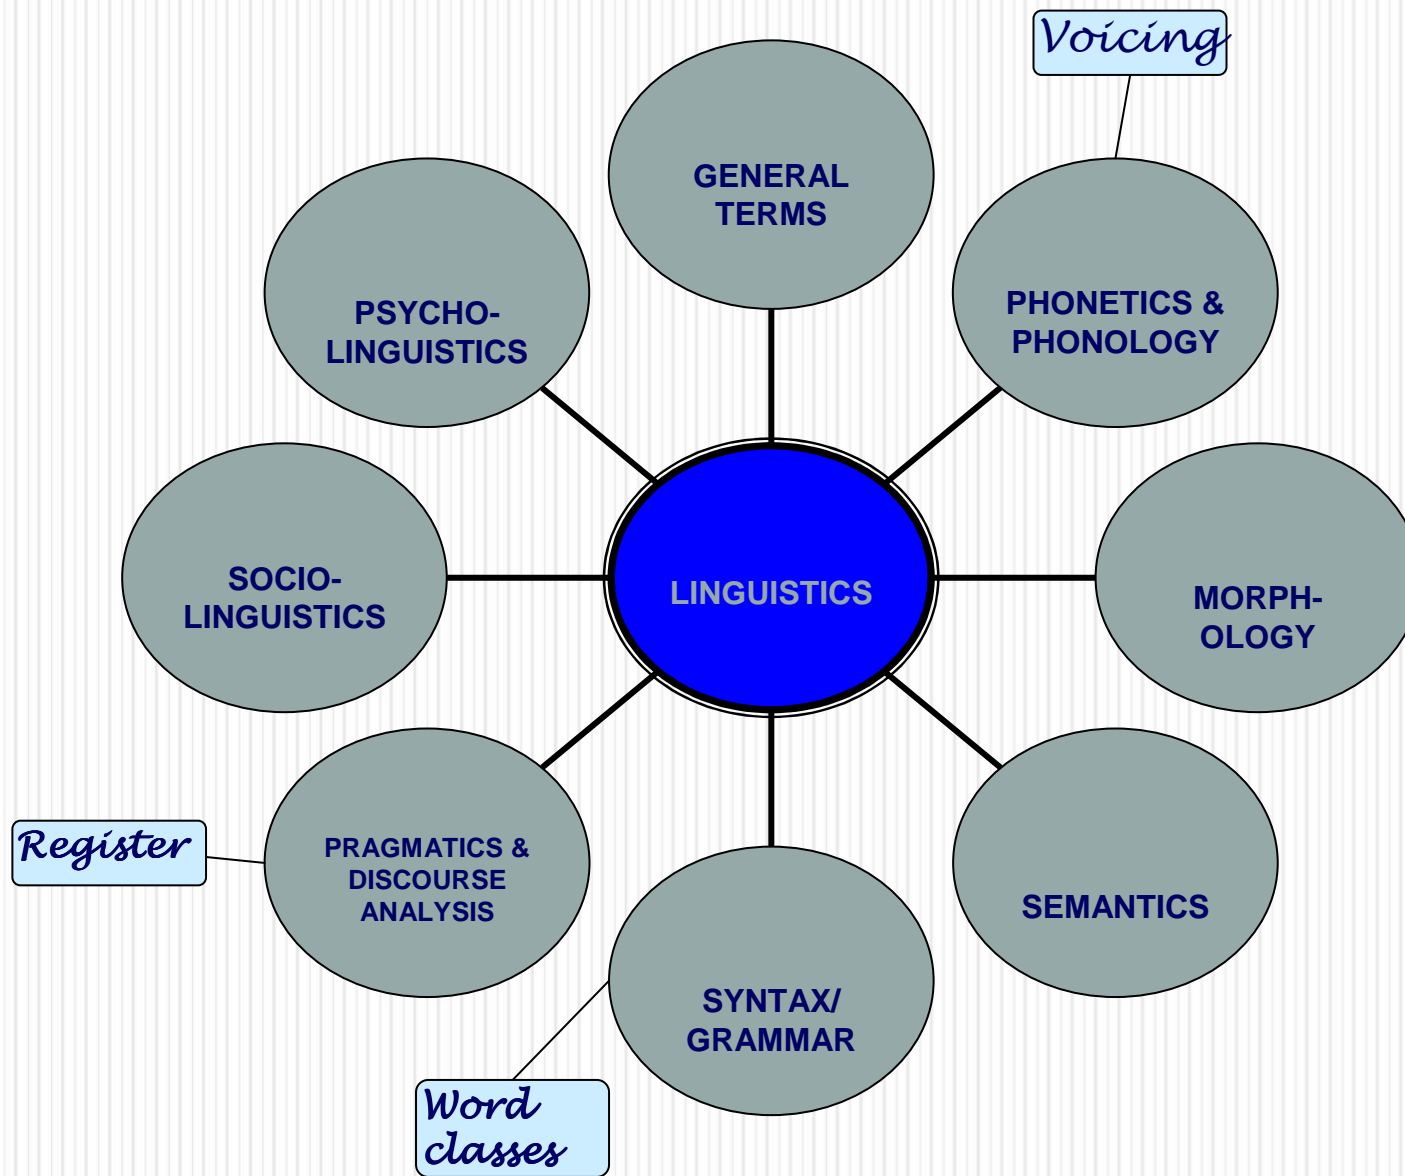 Voicing
GENERAL
TERMS
PHONETICS &
PHONOLOGY
PSYCHO-
LINGUISTICS
SOCIO-
LINGUISTICS
LINGUISTICS
MORPH-
OLOGY
Register
PRAGMATICS &
DISCOURSE
ANALYSIS
SEMANTICS
SYNTAX/
GRAMMAR
Word
classes